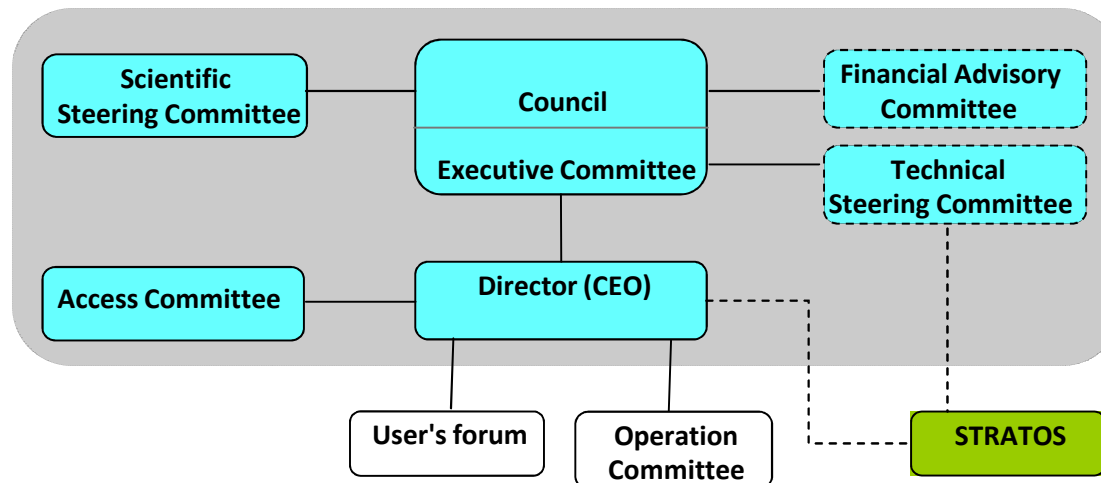 Scientific
Steering Committee
Council
Executive Committee
Financial Advisory
Committee
Technical
Steering Committee
Access Committee
Director (CEO)
User's forum
Operation
Committee
STRATOS